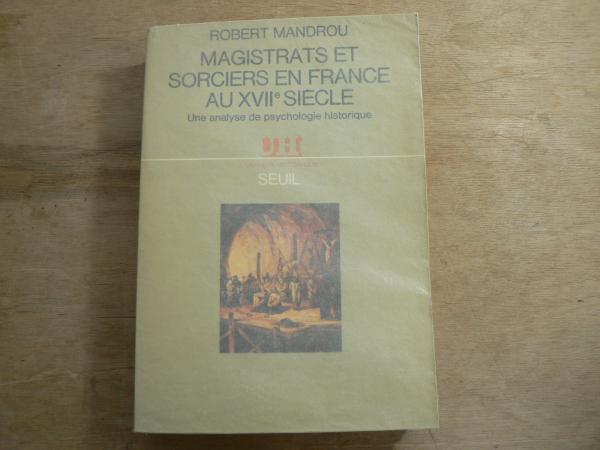 ROBERT MANDROU
MAGISTRATS ET
SORCIERS EN FRANCE
AU XVIIe SIECLE
Une analyse de psychologie historique
SEUIL